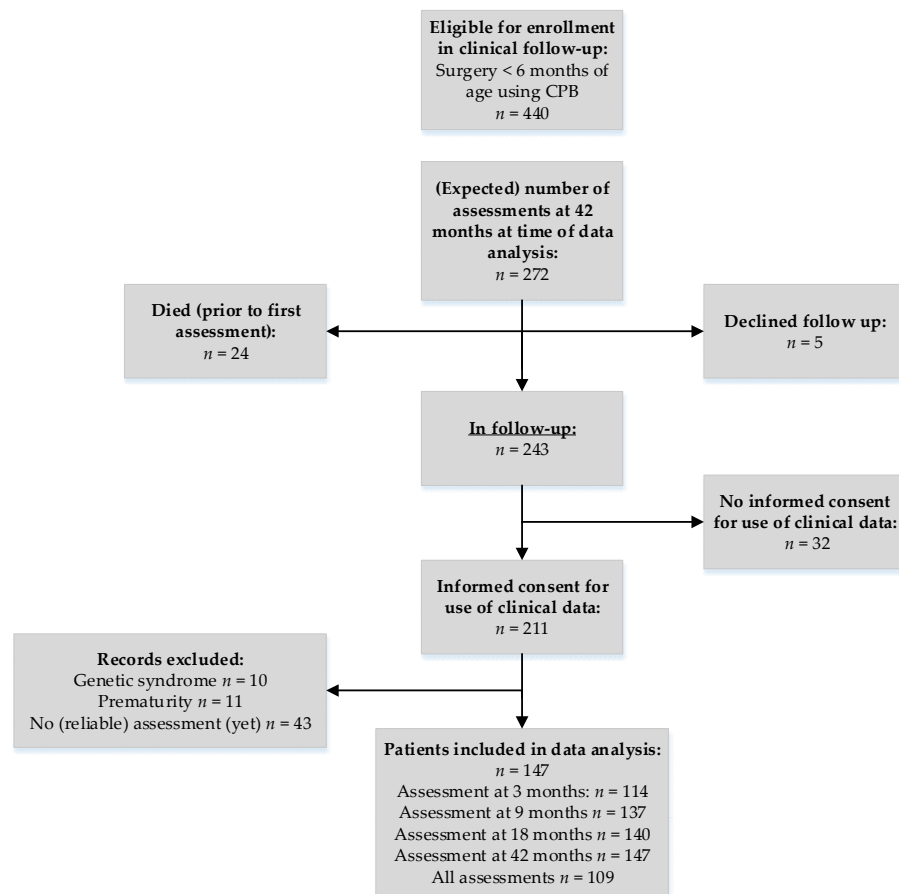 Eligible for enrollment
in clinical follow-up:
Surgery < 6 months of
age using CPB
n = 440
(Expected) number of
assessments at 42
months at time of data
analysis:
n = 272
Died (prior to first
assessment):
n = 24
Declined follow up:
n = 5
In follow-up:
n = 243
No informed consent
for use of clinical data:
n = 32
Informed consent for
use of clinical data:
n = 211
Records excluded:
Genetic syndrome n = 10
Prematurity n = 11
No (reliable) assessment (yet) n = 43
Patients included in data analysis:
n = 147
Assessment at 3 months: n = 114
Assessment at 9 months n = 137
Assessment at 18 months n = 140
Assessment at 42 months n = 147
All assessments n = 109